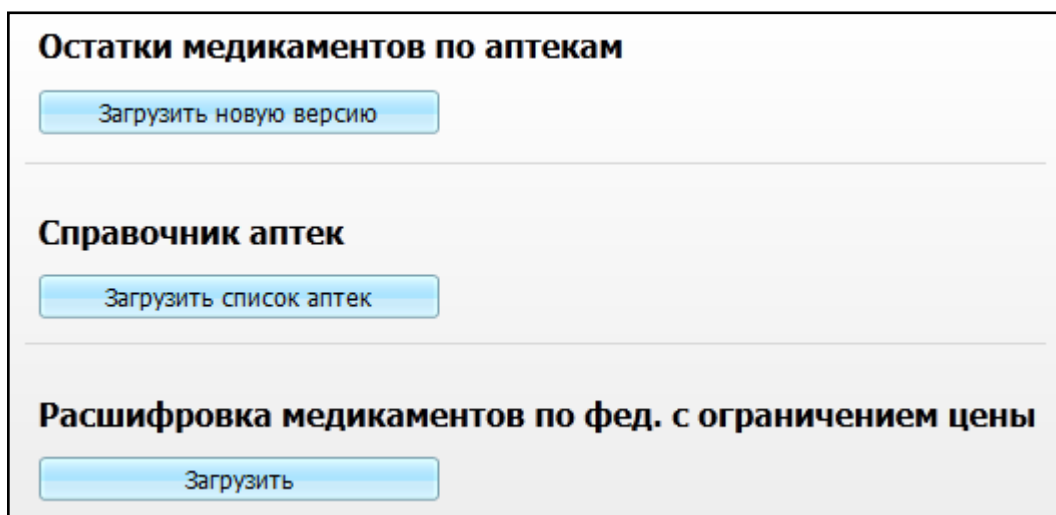 Остатки медикаментов по аптекам
Загрузить новую версию
Справочник аптек
Загрузить список аптек
Расшифровка медикаментов по фед. с ограничением цены
Загрузить